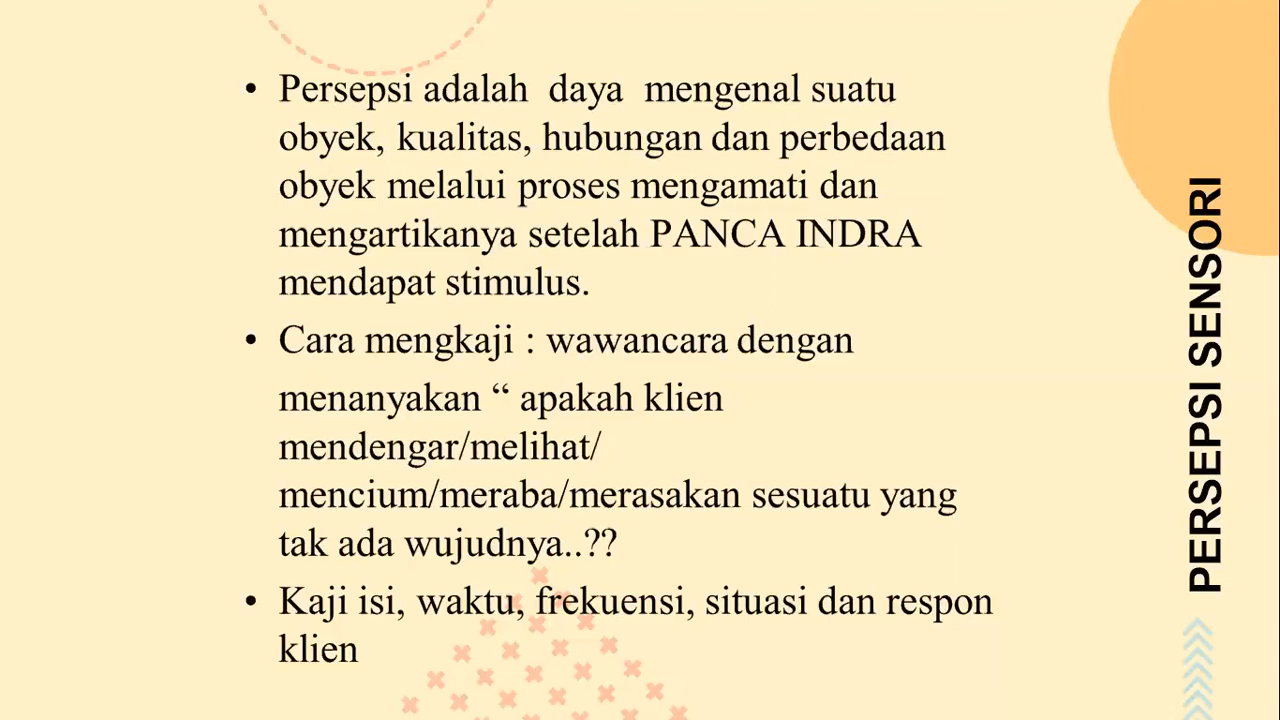 • Persepsi adalah daya mengenal suatu
obyek, kualitas, hubungan dan perbedaan
obyek melalui proses mengamati dan
mengartikanya setelah PANCA INDRA
mendapat stimulus.
• Cara mengkaji : wawancara dengan
menanyakan “ apakah klien
mendengar/melihat/
mencium/meraba/merasakan sesuatu yang
tak ada wujudnya..??
• Kaji isi, waktu, frekuensi, situasi dan respon
klien
PERSEPSI SENSORI